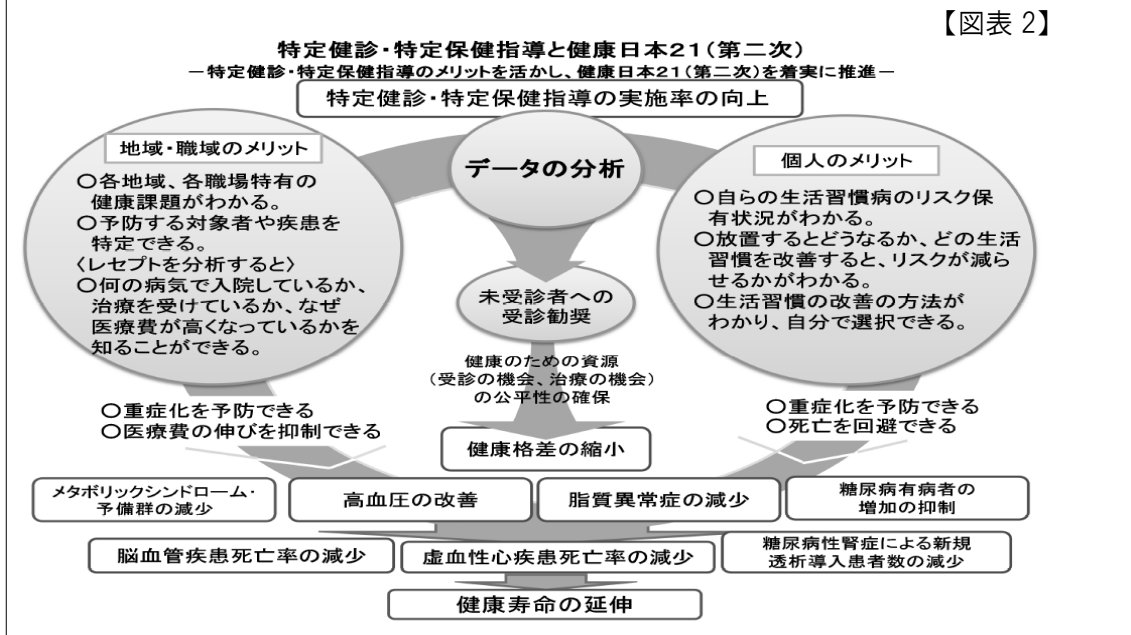 【図表 2】
特定健診・特定保健指導と健康日本21(第二次)
－特定健診・特定保健指導のメリットを活かし、健康日本21(第二次)を着実に推進－
特定健診・特定保健指導の実施率の向上
地域・職域のメリット
〇各地域、各職場特有の
健康課題がわかる。
〇予防する対象者や疾患を
特定できる。
〈レセプトを分析すると〉
〇何の病気で入院しているか、
治療を受けているか、なぜ
医療費が高くなっているかを
知ることができる。
データの分析
個人のメリット
〇自らの生活習慣病のリスク保
有状況がわかる。
〇放置するとどうなるか、どの生活
習慣を改善すると、リスクが減ら
せるかがわかる。
〇生活習慣の改善の方法が
わかり、自分で選択できる。
未受診者への
受診勧奨
健康のための資源
(受診の機会、治療の機会)
の公平性の確保
〇重症化を予防できる
〇医療費の伸びを抑制できる
〇重症化を予防できる
〇死亡を回避できる
健康格差の縮小
メタボリックシンドローム・
予備群の減少
高血圧の改善
脂質異常症の減少
糖尿病有病者の
増加の抑制
脳血管疾患死亡率の減少
虚血性心疾患死亡率の減少
糖尿病性腎症による新規
透析導入患者数の減少
健康寿命の延伸